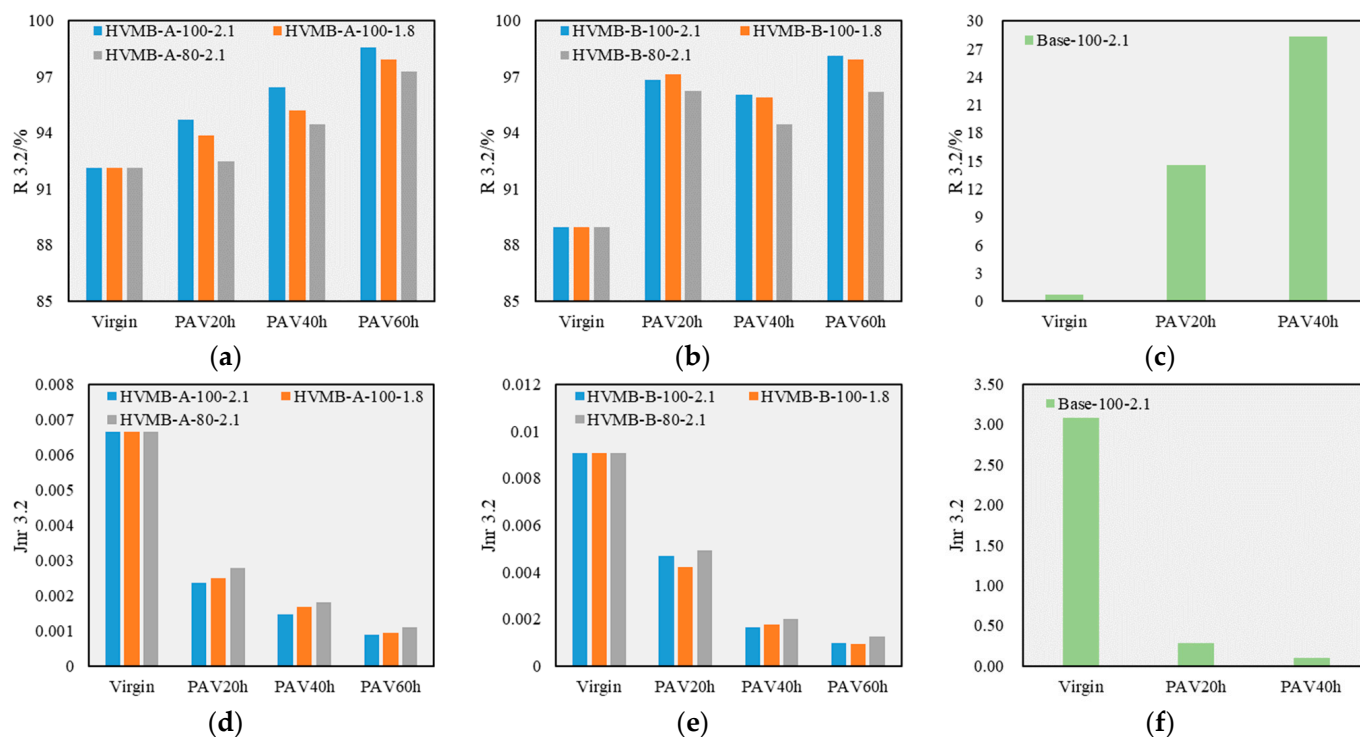 100
97
94
91
88
85
R 3.2/%
HVMB-A-100-2.1 HVMB-A-100-1.8
HVMB-A-80-2.1
Virgin PAV20h PAV40h PAV60h
(a)
100
97
94
91
88
85
R 3.2/%
HVMB-B-100-2.1 HVMB-B-100-1.8
HVMB-B-80-2.1
Virgin PAV20h PAV40h PAV60h
(b)
30
27
24
21
18
15
12
9
6
3
0
R 3.2/%
Base-100-2.1
Virgin PAV20h PAV40h
(c)
0.008
0.007
0.006
0.005
0.004
0.003
0.002
0.001
0
Jnr 3.2
HVMB-A-100-2.1 HVMB-A-100-1.8
HVMB-A-80-2.1
Virgin PAV20h PAV40h PAV60h
(d)
0.012
0.01
0.008
0.006
0.004
0.002
0
Jnr 3.2
HVMB-B-100-2.1 HVMB-B-100-1.8
HVMB-B-80-2.1
Virgin PAV20h PAV40h PAV60h
(e)
3.50
3.00
2.50
2.00
1.50
1.00
0.50
0.00
Jnr 3.2
Base-100-2.1
Virgin PAV20h PAV40h
(f)